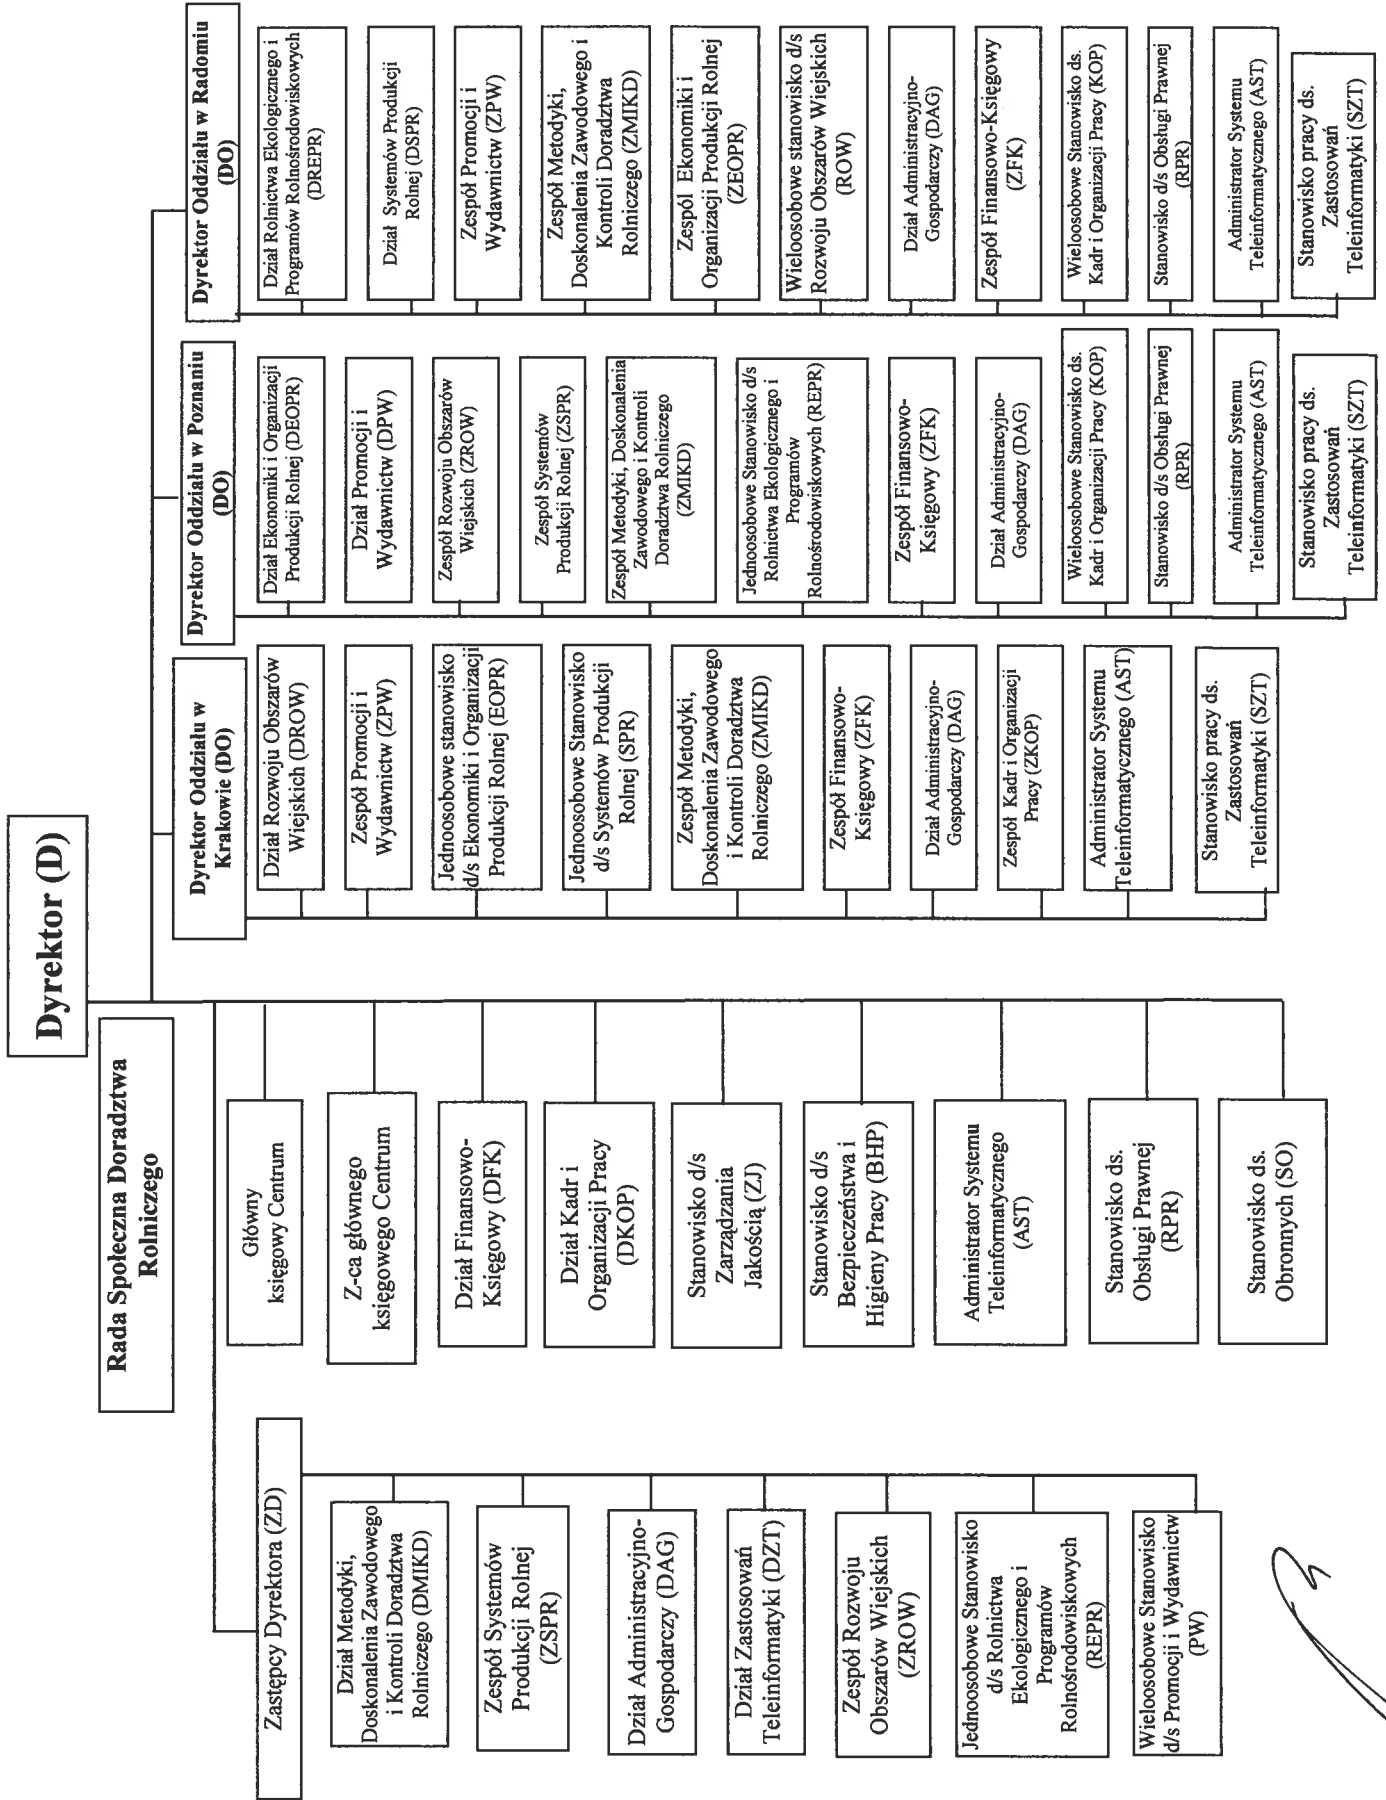 Dyrektor (D)
Rada Społeczna Doradztwa
Rolniczego
Zastępcy Dyrektora (ZD)
Dział Metodyki,
Doskonalenia Zawodowego
i Kontroli Doradztwa
Rolniczego (DMIKD)
Zespół Systemów
Produkcji Rolnej
(ZSPR)
Dział Administracyjno-
Gospodarczy (DAG)
Dział Zastosowań
Teleinformatyki (DZT)
Zespół Rozwoju
Obszarów Wiejskich
(ZROW)
Jednoosobowe Stanowisko
d/s Rolnictwa
Ekologicznego i
Programów
Rolnośrodowiskowych
(REPR)
Wieloosobowe Stanowisko
d/s Promocji i Wydawnictw
(PW)
Główny
księgowy Centrum
Z-ca głównego
księgowego Centrum
Dział Finansowo-
Księgowy (DFK)
Dział Kadr i
Organizacji Pracy
(DKOP)
Stanowisko d/s
Zarządzania
Jakością (ZJ)
Stanowisko d/s
Bezpieczeństwa i
Higieny Pracy (BHP)
Administrator Systemu
Teleinformatycznego
(AST)
Stanowisko ds.
Obsługi Prawnej
(RPR)
Stanowisko ds.
Obronnych (SO)
Dyrektor Oddziału w
Krakowie (DO)
Dział Rozwoju Obszarów
Wiejskich (DROW)
Zespół Promocji i
Wydawnictw (ZPW)
Jednoosobowe stanowisko
d/s Ekonomiki i Organizacji
Produkcji Rolnej (EOPR)
Jednoosobowe Stanowisko
d/s Systemów Produkcji
Rolnej (SPR)
Zespół Metodyki,
Doskonalenia Zawodowego
i Kontroli Doradztwa
Rolniczego (ZMIKD)
Zespół Finansowo-
Księgowy (ZFK)
Dział Administracyjno-
Gospodarczy (DAG)
Zespół Kadr i Organizacji
Pracy (ZKOP)
Administrator Systemu
Teleinformatycznego (AST)
Stanowisko pracy ds.
Zastosowań
Teleinformatyki (SZT)
Dyrektor Oddziału w Poznaniu
(DO)
Dział Ekonomiki i Organizacji
Produkcji Rolnej (DEOPR)
Dział Promocji i
Wydawnictw (DPW)
Zespół Rozwoju Obszarów
Wiejskich (ZROW)
Zespół Systemów
Produkcji Rolnej (ZSPR)
Zespół Metodyki, Doskonalenia
Zawodowego i Kontroli
Doradztwa Rolniczego
(ZMIKD)
Jednoosobowe Stanowisko d/s
Rolnictwa Ekologicznego i
Programów
Rolnośrodowiskowych (REPR)
Zespół Finansowo-
Księgowy (ZFK)
Dział Administracyjno-
Gospodarczy (DAG)
Wieloosobowe Stanowisko ds.
Kadr i Organizacji Pracy (KOP)
Stanowisko d/s Obsługi Prawnej
(RPR)
Administrator Systemu
Teleinformatycznego (AST)
Stanowisko pracy ds.
Zastosowań
Teleinformatyki (SZT)
Dyrektor Oddziału w Radomiu
(DO)
Dział Rolnictwa Ekologicznego i
Programów Rolnośrodowiskowych
(DREPR)
Dział Systemów Produkcji
Rolnej (DSPR)
Zespół Promocji i
Wydawnictw (ZPW)
Zespół Metodyki,
Doskonalenia Zawodowego i
Kontroli Doradztwa
Rolniczego (ZMIKD)
Zespól Ekonomiki i
Organizacji Produkcji Rolnej
(ZEOPR)
Wieloosobowe stanowisko d/s
Rozwoju Obszarów Wiejskich
(ROW)
Dział Administracyjno-
Gospodarczy (DAG)
Zespół Finansowo-Księgowy
(ZFK)
Wieloosobowe Stanowisko ds.
Kadr i Organizacji Pracy (KOP)
Stanowisko d/s Obsługi Prawnej
(RPR)
Administrator Systemu
Teleinformatycznego (AST)
Stanowisko pracy ds.
Zastosowań
Teleinformatyki (SZT)